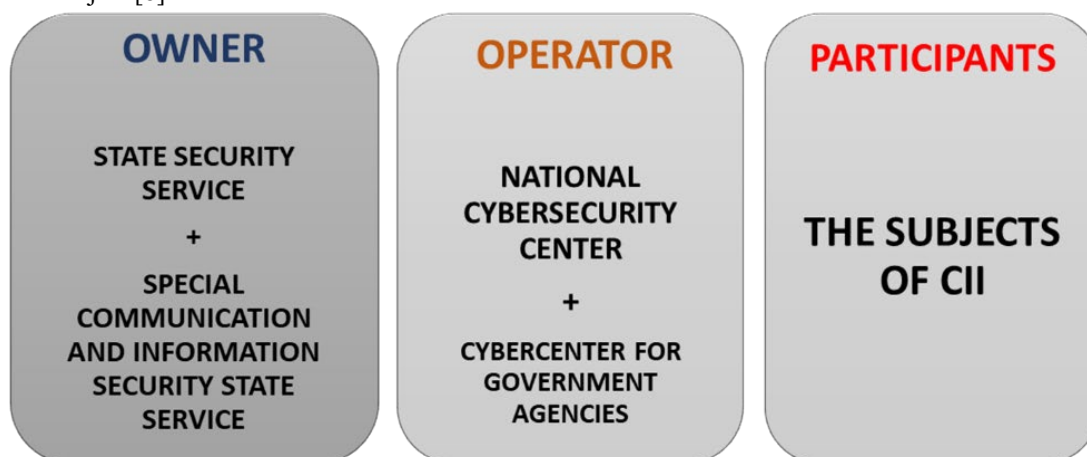 OWNER
STATE SECURITY
SERVICE
+
SPECIAL
COMMUNICATION
AND INFORMATION
SECURITY STATE
SERVICE
OPERATOR
NATIONAL
CYBERSECURITY
CENTER
+
CYBERCENTER FOR
GOVERNMENT
AGENCIES
PARTICIPANTS
THE SUBJECTS
OF CII